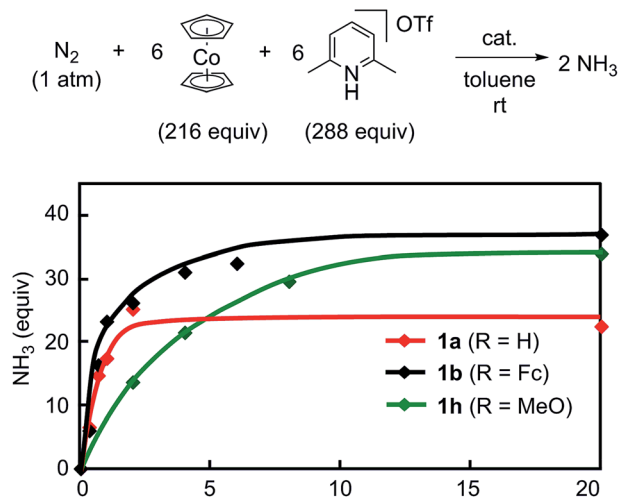 N2 + 6 Co + 6 N H OTf cat. 2 NH3
(1 atm) toluene
rt
(216 equiv) (288 equiv)
NH3 (equiv)
40
30
20
10
0
1a (R = H)
1b (R = Fc)
1h (R = MeO)
0 5 10 15 20